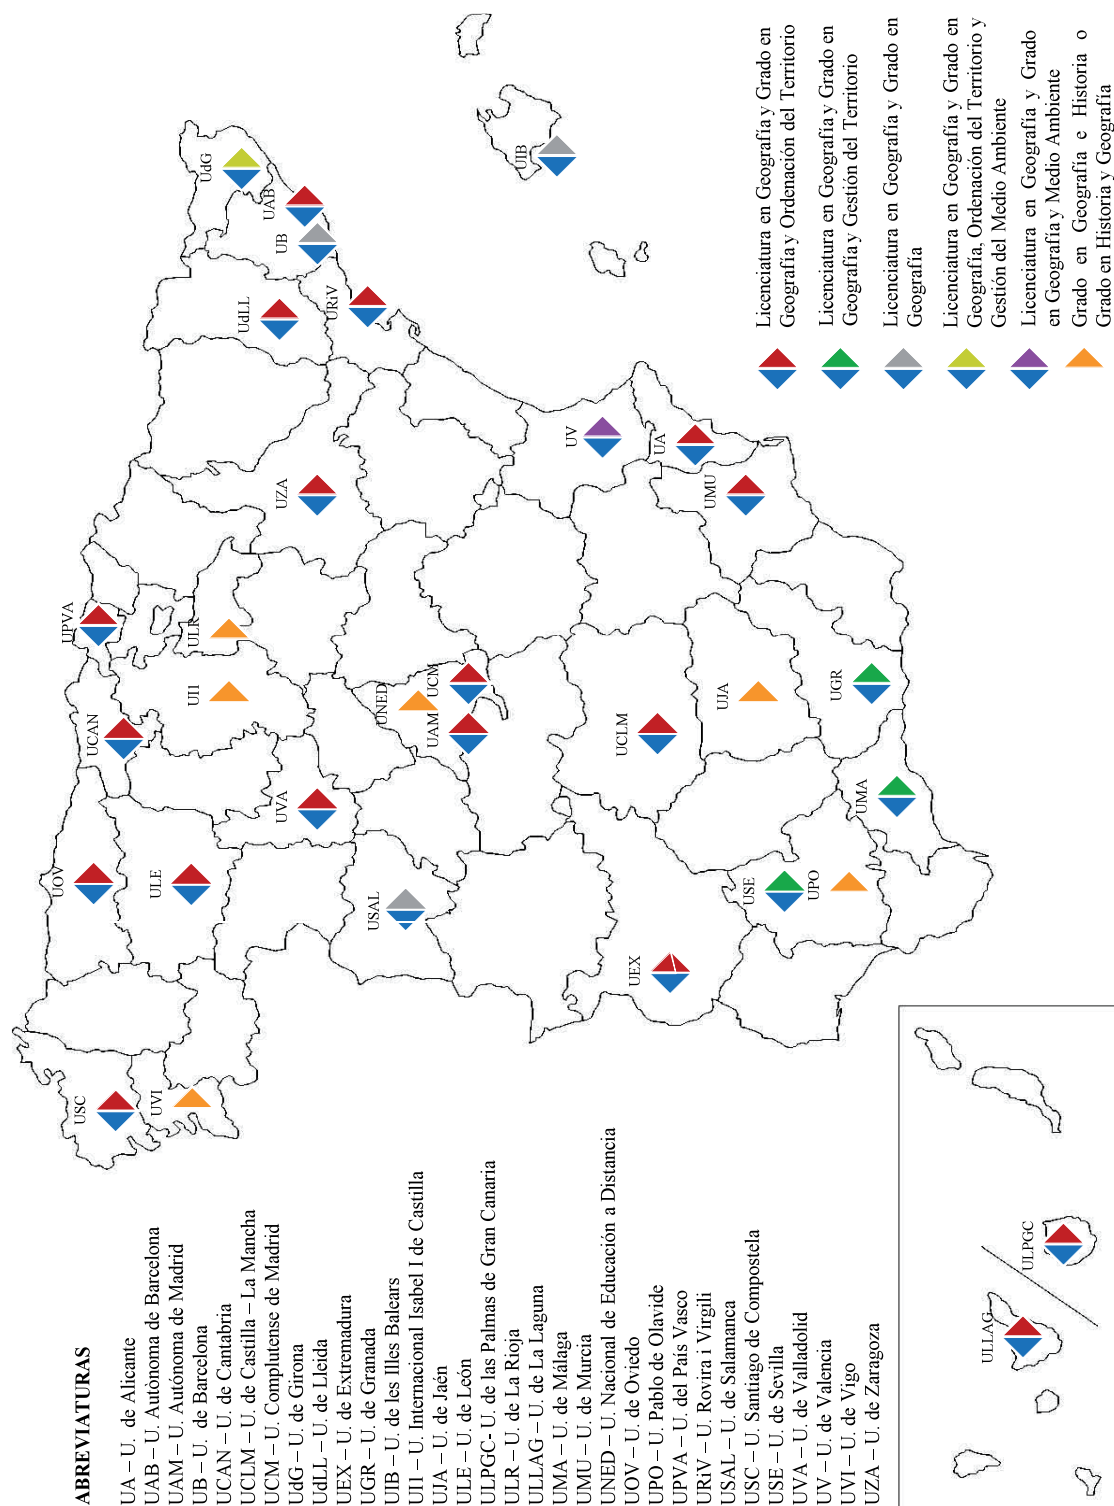 ABREVIATURAS
UA – U. de Alicante
UAB – U. Autònoma de Barcelona
UAM – U. Autónoma de Madrid
UB – U. de Barcelona
UCAN – U. de Cantabria
UCLM – U. de Castilla – La Mancha
UCM – U. Complutense de Madrid
UdG – U. de Girona
UdLL – U. de Lleida
UEX – U. de Extremadura
UGR – U. de Granada
UIB – U. de les Illes Balears
UI1 – U. Internacional Isabel I de Castilla
UJA – U. de Jaén
ULE – U. de León
ULPGC- U. de las Palmas de Gran Canaria
ULR – U. de La Rioja
ULLAG – U. de La Laguna
UMA – U. de Málaga
UMU – U. de Murcia
UNED – U. Nacional de Educación a Distancia
UOV – U. de Oviedo
UPO – U. Pablo de Olavide
UPVA – U. del País Vasco
URiV – U. Rovira i Virgili
USAL – U. de Salamanca
USC – U. Santiago de Compostela
USE – U. de Sevilla
UVA – U. de Valladolid
UV – U. de Valencia
UVI – U. de Vigo
UZA – U. de Zaragoza
USC
UVI
UOV
ULE
UCAN
UPVA
UI1
ULR
UVA
USAL
UZA
UdLL
UdG
UAB
UB
URiV
UIB
UNED
UAM
UCM
UCLM
UEX
UV
UA
UMU
UJA
UGR
UMA
USE
UPO
ULLAG
ULPGC
Licenciatura en Geografía y Grado en
Geografía y Ordenación del Territorio
Licenciatura en Geografía y Grado en
Geografía y Gestión del Territorio
Licenciatura en Geografía y Grado en
Geografía
Licenciatura en Geografía y Grado en
Geografía, Ordenación del Territorio y
Gestión del Medio Ambiente
Licenciatura en Geografía y Grado
en Geografía y Medio Ambiente
Grado en Geografía e Historia o
Grado en Historia y Geografía